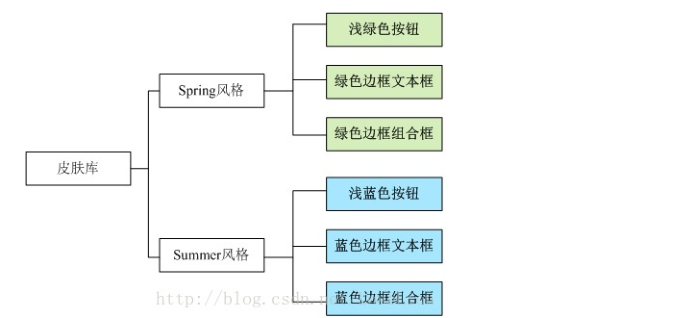 浅绿色按钮
Spring风格
绿色边框文本框
绿色边框组合框
皮肤库
浅蓝色按钮
Summer风格
蓝色边框文本框
蓝色边框组合框
http://blog.csdn.